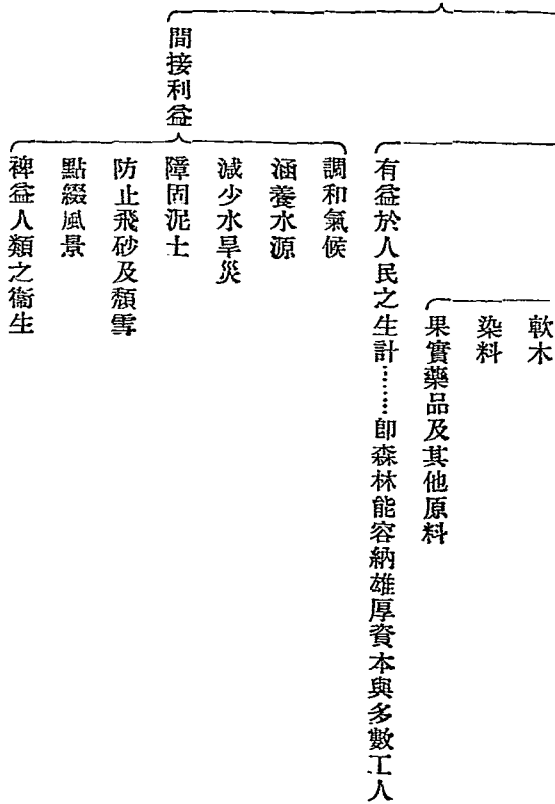 軟木
染料
果實藥品及其他原料
有益於人民之生計………卽森林能容納雄厚資本與多數工人
間接利益
調和氣候
涵養水源
減少水旱災
障固泥土
防止飛砂及頹雪
點綴風景
裨益人類之衞生